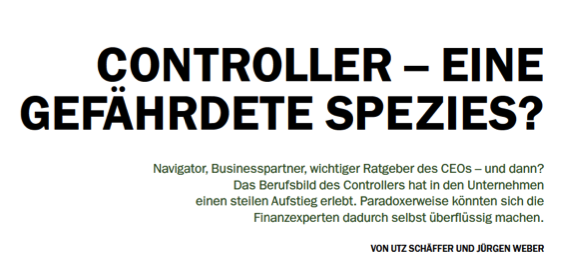 CONTROLLER – EINE
GEFÄHRDETE SPEZIES?
Navigator, Businesspartner, wichtiger Ratgeber des CEOs – und dann?
Das Berufsbild des Controllers hat in den Unternehmen
einen steilen Aufstieg erlebt. Paradoxerweise könnten sich die
Finanzexperten dadurch selbst überflüssig machen.
VON UTZ SCHÄFFER UND JÜRGEN WEBER